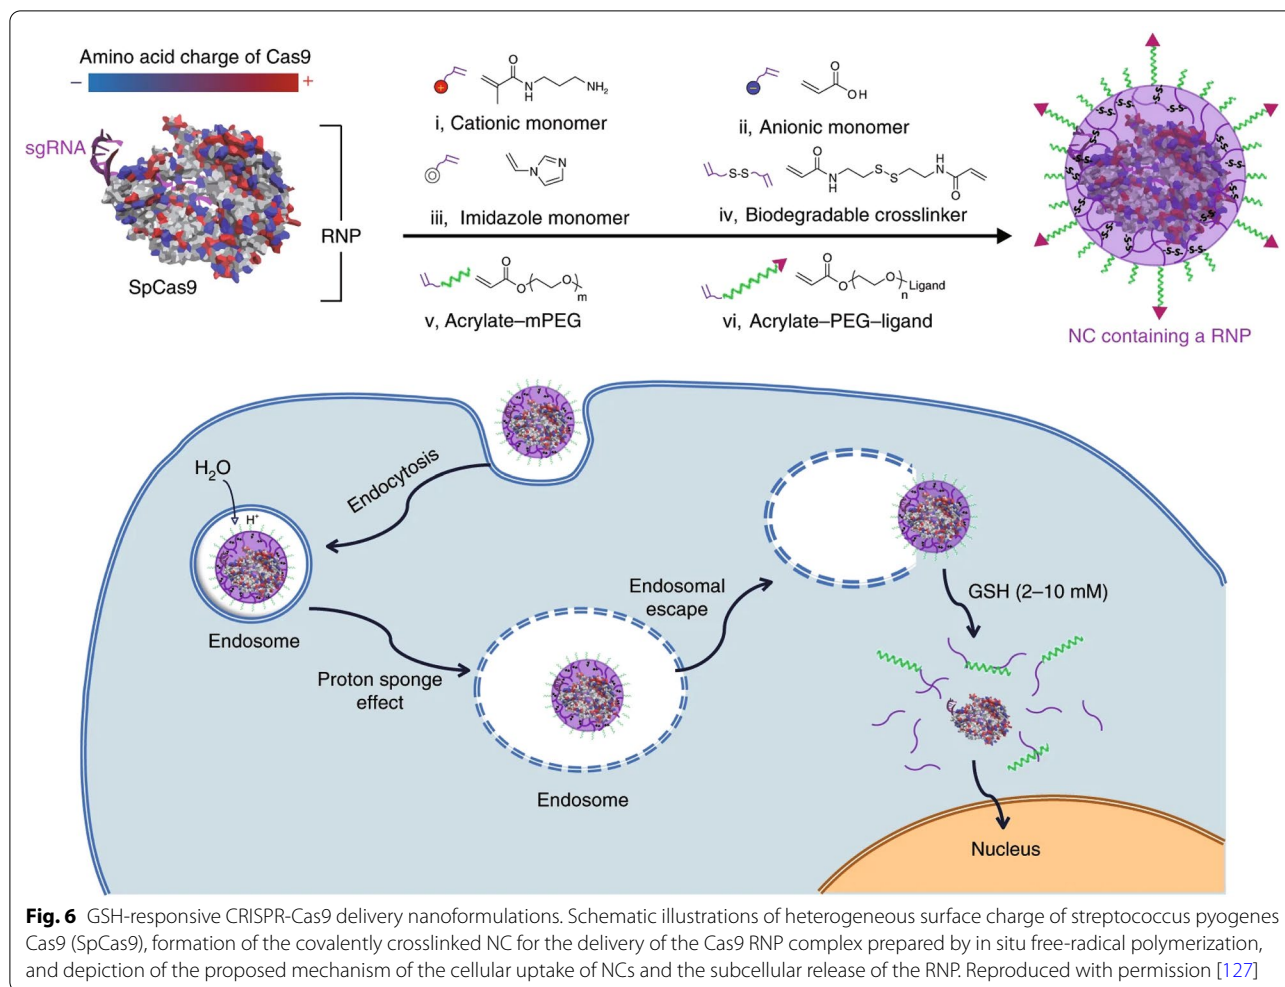 Amino acid charge of Cas9
− +
sgRNA
SpCas9
RNP
+
O
N
H
NH₂
i, Cationic monomer
−
O
OH
ii, Anionic monomer
N
N
iii, Imidazole monomer
S-S
O
N
H
S
S
H
N
O
iv, Biodegradable crosslinker
O
O
O
m
v, Acrylate–mPEG
O
O
O
n
Ligand
vi, Acrylate–PEG–ligand
-S-S-
NC containing a RNP
H₂O
H⁺
Endosome
Endocytosis
Proton sponge
effect
Endosome
Endosomal
escape
GSH (2–10 mM)
Nucleus
Fig. 6 GSH-responsive CRISPR-Cas9 delivery nanoformulations. Schematic illustrations of heterogeneous surface charge of streptococcus pyogenes
Cas9 (SpCas9), formation of the covalently crosslinked NC for the delivery of the Cas9 RNP complex prepared by in situ free-radical polymerization,
and depiction of the proposed mechanism of the cellular uptake of NCs and the subcellular release of the RNP. Reproduced with permission [127]